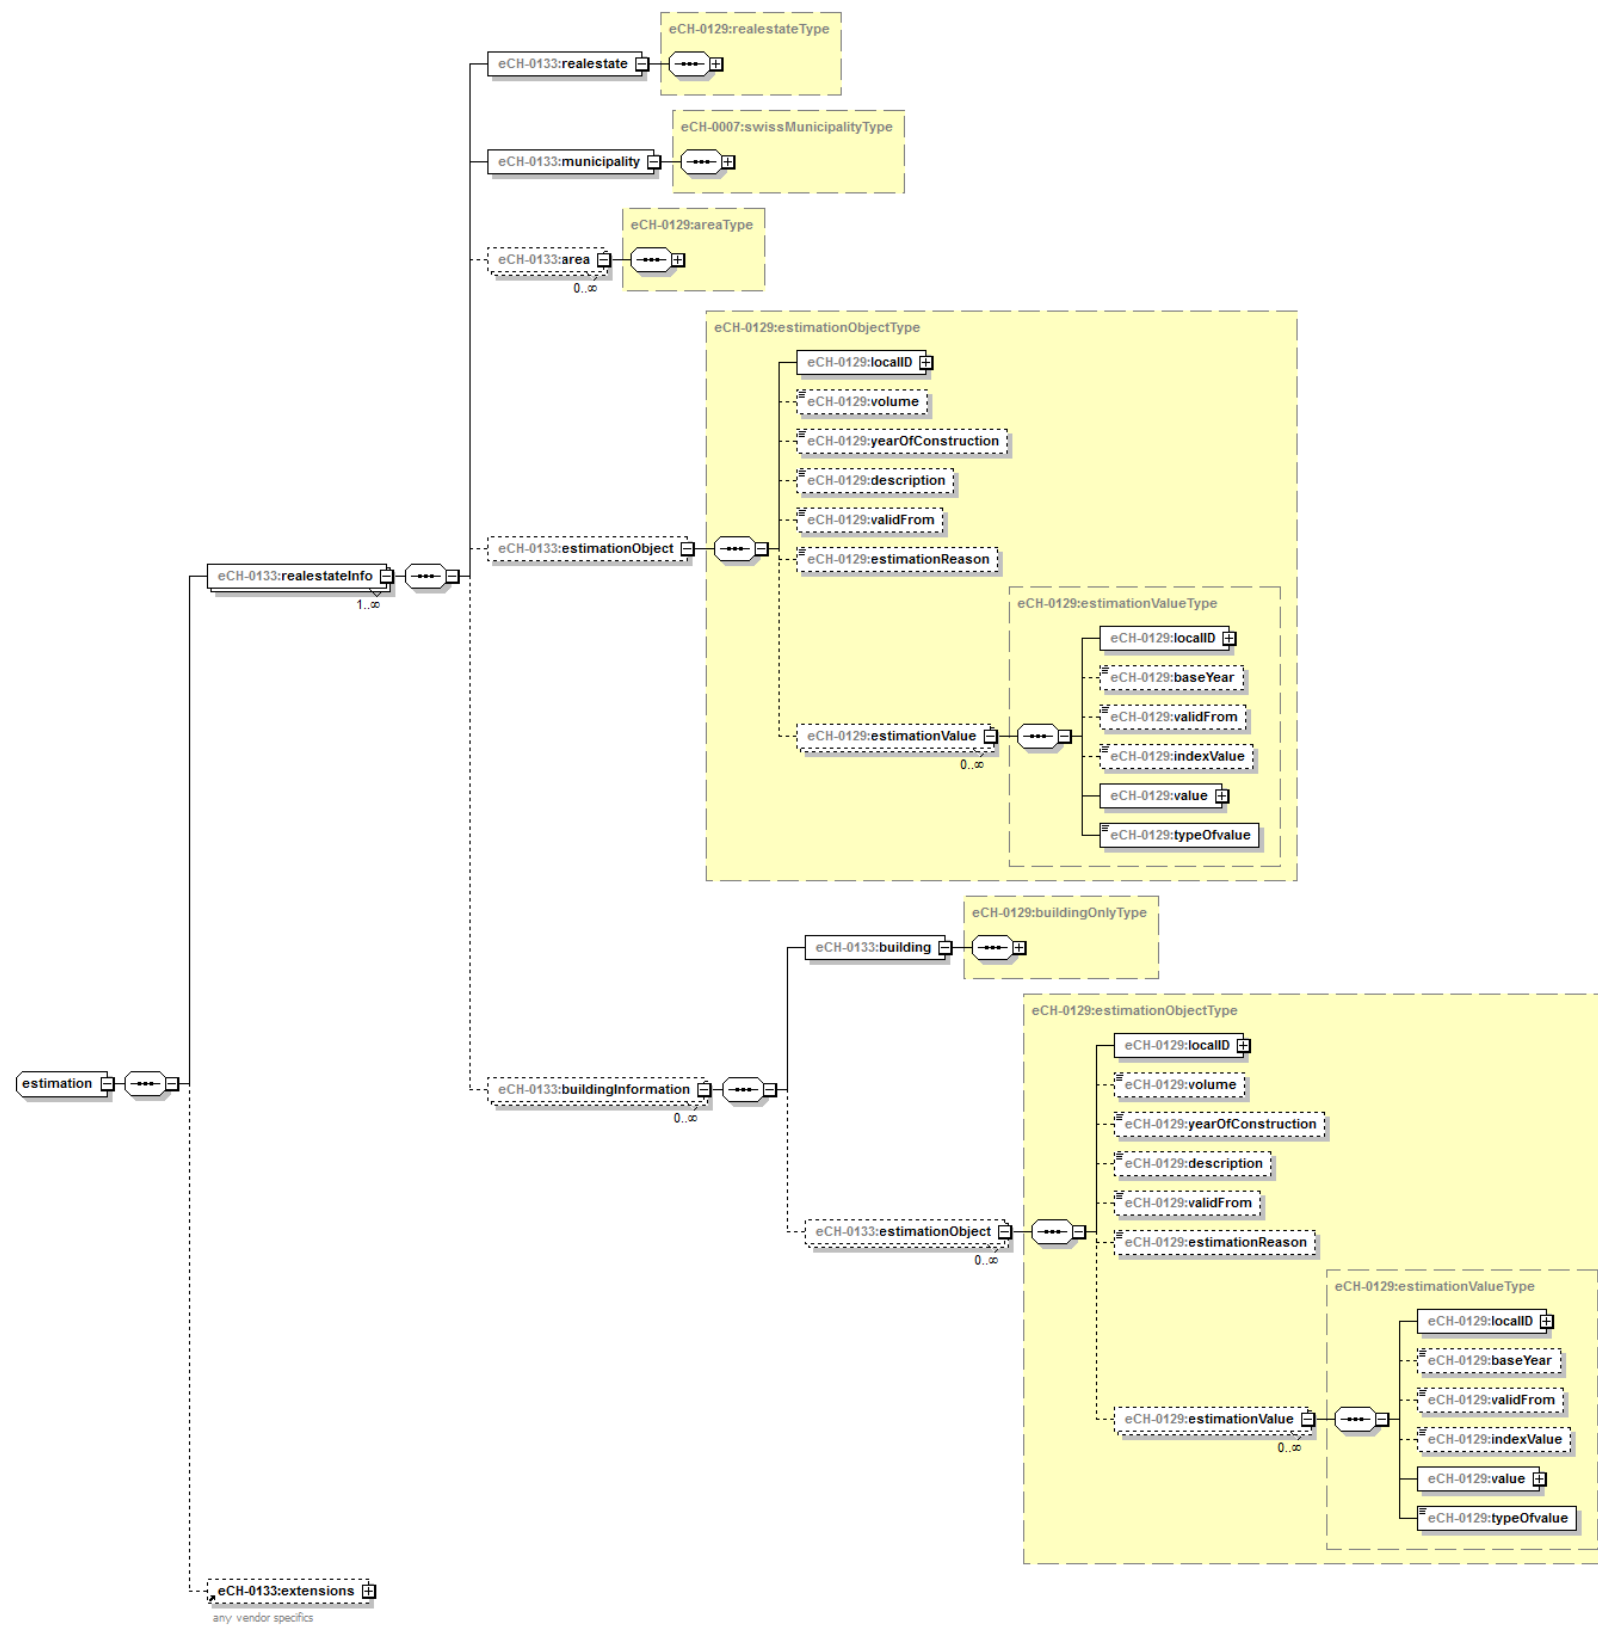 eCH-0129:realestateType
eCH-0133:realestate
eCH-0007:swissMunicipalityType
eCH-0133:municipality
eCH-0129:areaType
eCH-0133:area
0..∞
eCH-0129:estimationObjectType
eCH-0129:localID
eCH-0129:volume
eCH-0129:yearOfConstruction
eCH-0129:description
eCH-0129:validFrom
eCH-0133:estimationObject
eCH-0129:estimationReason
eCH-0133:realestateInfo
1..∞
eCH-0129:estimationValueType
eCH-0129:localID
eCH-0129:baseYear
eCH-0129:validFrom
eCH-0129:estimationValue
0..∞
eCH-0129:indexValue
eCH-0129:value
eCH-0129:typeOfvalue
eCH-0129:buildingOnlyType
eCH-0133:building
eCH-0129:estimationObjectType
eCH-0129:localID
estimation
eCH-0133:buildingInformation
0..∞
eCH-0129:volume
eCH-0129:yearOfConstruction
eCH-0129:description
eCH-0129:validFrom
eCH-0133:estimationObject
0..∞
eCH-0129:estimationReason
eCH-0129:estimationValueType
eCH-0129:localID
eCH-0129:baseYear
eCH-0129:validFrom
eCH-0129:estimationValue
0..∞
eCH-0129:indexValue
eCH-0129:value
eCH-0129:typeOfvalue
eCH-0133:extensions
any vendor specifics